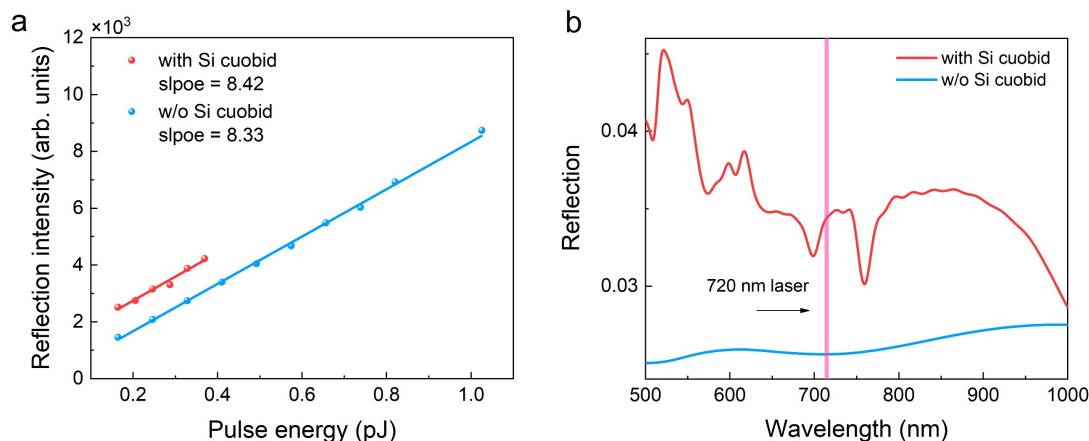 a
×10³
12
10
8
6
4
2
0
Reflection intensity (arb. units)
with Si cuobid
slpoe = 8.42
w/o Si cuobid
slpoe = 8.33
0.2
0.4
0.6
0.8
1.0
Pulse energy (pJ)
b
0.04
0.03
Reflection
with Si cuobid
w/o Si cuobid
720 nm laser
500
600
700
800
900
1000
Wavelength (nm)